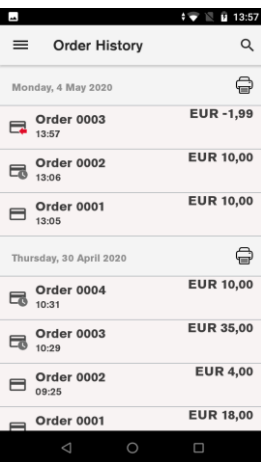 13:57
Order History
Monday, 4 May 2020
Order 0003 EUR -1,99
13:57
Order 0002 EUR 10,00
13:06
Order 0001 EUR 10,00
13:05
Thursday, 30 April 2020
Order 0004 EUR 10,00
10:31
Order 0003 EUR 35,00
10:29
Order 0002 EUR 4,00
09:25
Order 0001 EUR 18,00